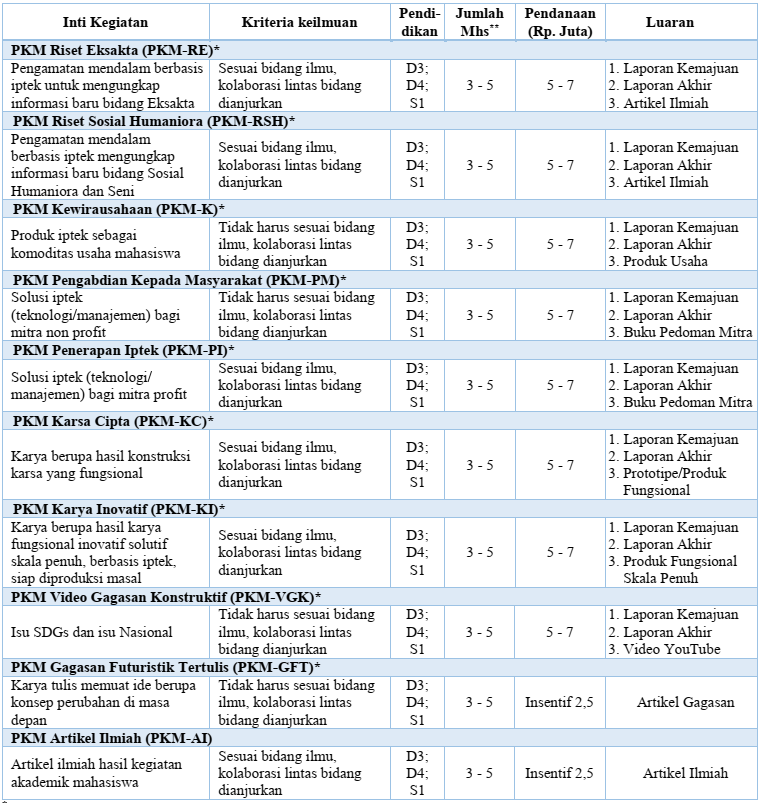 Inti Kegiatan
Kriteria keilmuan
Pendi-
dikan
Jumlah
Mhs**
Pendanaan
(Rp. Juta)
Luaran
PKM Riset Eksakta (PKM-RE)*
Pengamatan mendalam berbasis
iptek untuk mengungkap
informasi baru bidang Eksakta
Sesuai bidang ilmu,
kolaborasi lintas bidang
dianjurkan
D3;
D4;
S1
3 - 5
5 - 7
1. Laporan Kemajuan
2. Laporan Akhir
3. Artikel Ilmiah
PKM Riset Sosial Humaniora (PKM-RSH)*
Pengamatan mendalam
berbasis iptek mengungkap
informasi baru bidang Sosial
Humaniora dan Seni
Sesuai bidang ilmu,
kolaborasi lintas bidang
dianjurkan
D3;
D4;
S1
3 - 5
5 - 7
1. Laporan Kemajuan
2. Laporan Akhir
3. Artikel Ilmiah
PKM Kewirausahaan (PKM-K)*
Produk iptek sebagai
komoditas usaha mahasiswa
Tidak harus sesuai bidang
ilmu, kolaborasi lintas
bidang dianjurkan
D3;
D4;
S1
3 - 5
5 - 7
1. Laporan Kemajuan
2. Laporan Akhir
3. Produk Usaha
PKM Pengabdian Kepada Masyarakat (PKM-PM)*
Solusi iptek
(teknologi/manajemen) bagi
mitra non profit
Tidak harus sesuai bidang
ilmu, kolaborasi lintas
bidang dianjurkan
D3;
D4;
S1
3 - 5
5 - 7
1. Laporan Kemajuan
2. Laporan Akhir
3. Buku Pedoman Mitra
PKM Penerapan Iptek (PKM-PI)*
Solusi iptek (teknologi/
manajemen) bagi mitra profit
Sesuai bidang ilmu,
kolaborasi lintas bidang
dianjurkan
D3;
D4;
S1
3 - 5
5 - 7
1. Laporan Kemajuan
2. Laporan Akhir
3. Buku Pedoman Mitra
PKM Karsa Cipta (PKM-KC)*
Karya berupa hasil konstruksi
karsa yang fungsional
Sesuai bidang ilmu,
kolaborasi lintas bidang
dianjurkan
D3;
D4;
S1
3 - 5
5 - 7
1. Laporan Kemajuan
2. Laporan Akhir
3. Prototipe/Produk
Fungsional
PKM Karya Inovatif (PKM-KI)*
Karya berupa hasil karya
fungsional inovatif solutif
skala penuh, berbasis iptek,
siap diproduksi masal
Sesuai bidang ilmu,
kolaborasi lintas bidang
dianjurkan
D3;
D4;
S1
3 - 5
5 - 7
1. Laporan Kemajuan
2. Laporan Akhir
3. Produk Fungsional
Skala Penuh
PKM Video Gagasan Konstruktif (PKM-VGK)*
Isu SDGs dan isu Nasional
Tidak harus sesuai bidang
ilmu, kolaborasi lintas
bidang dianjurkan
D3;
D4;
S1
3 - 5
5 - 7
1. Laporan Kemajuan
2. Laporan Akhir
3. Video YouTube
PKM Gagasan Futuristik Tertulis (PKM-GFT)*
Karya tulis memuat ide berupa
konsep perubahan di masa
depan
Tidak harus sesuai bidang
ilmu, kolaborasi lintas
bidang dianjurkan
D3;
D4;
S1
3 - 5
Insentif 2,5
Artikel Gagasan
PKM Artikel Ilmiah (PKM-AI)
Artikel ilmiah hasil kegiatan
akademik mahasiswa
Sesuai bidang ilmu,
kolaborasi lintas bidang
dianjurkan
D3;
D4;
S1
3 - 5
Insentif 2,5
Artikel Ilmiah
*